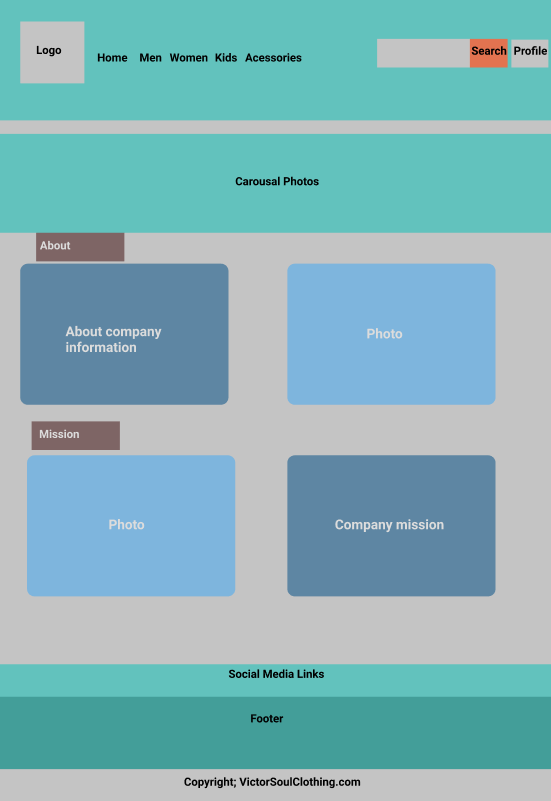 Logo
Home Men Women Kids Acessories
Search Profile
Carousal Photos
About
About company
information
Photo
Mission
Photo
Company mission
Social Media Links
Footer
Copyright; VictorSoulClothing.com